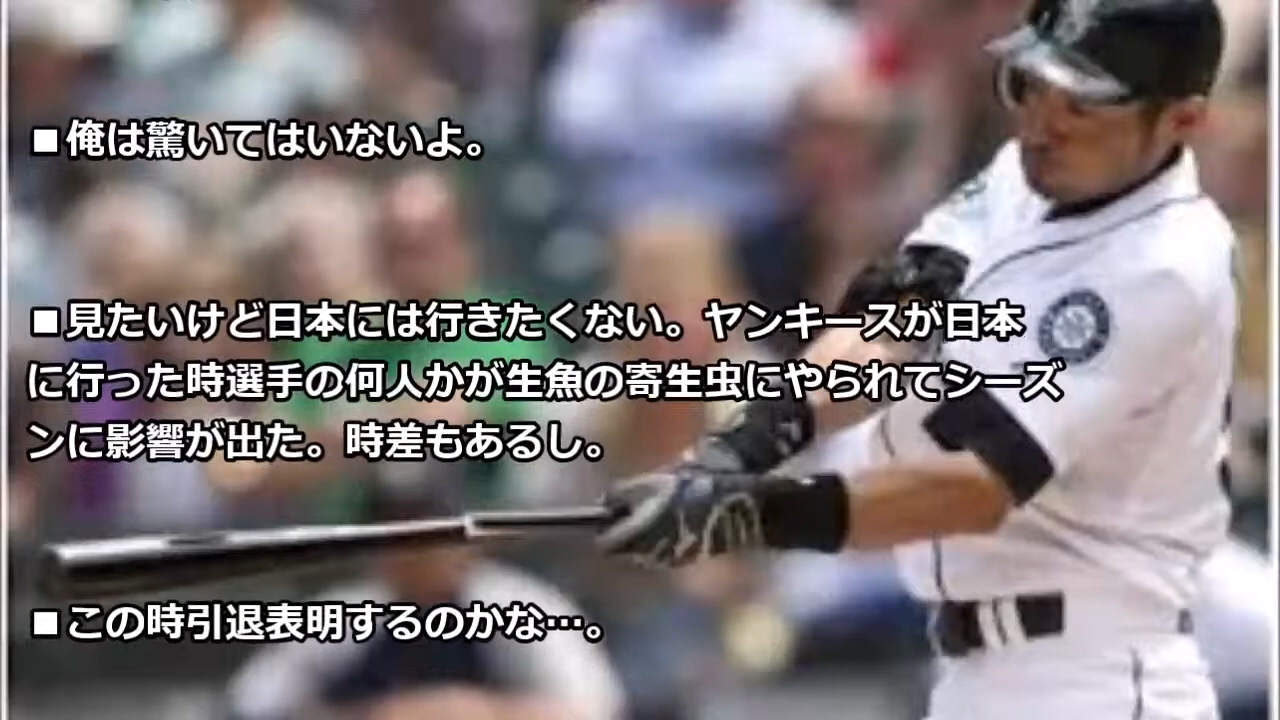 ■俺は驚いてはいないよ。
■見たいけど日本には行きたくない。ヤンキースが日本
に行った時選手の何人かが生魚の寄生虫にやられてシーズ
ンに影響が出た。時差もあるし。
■この時引退表明するのかな…。